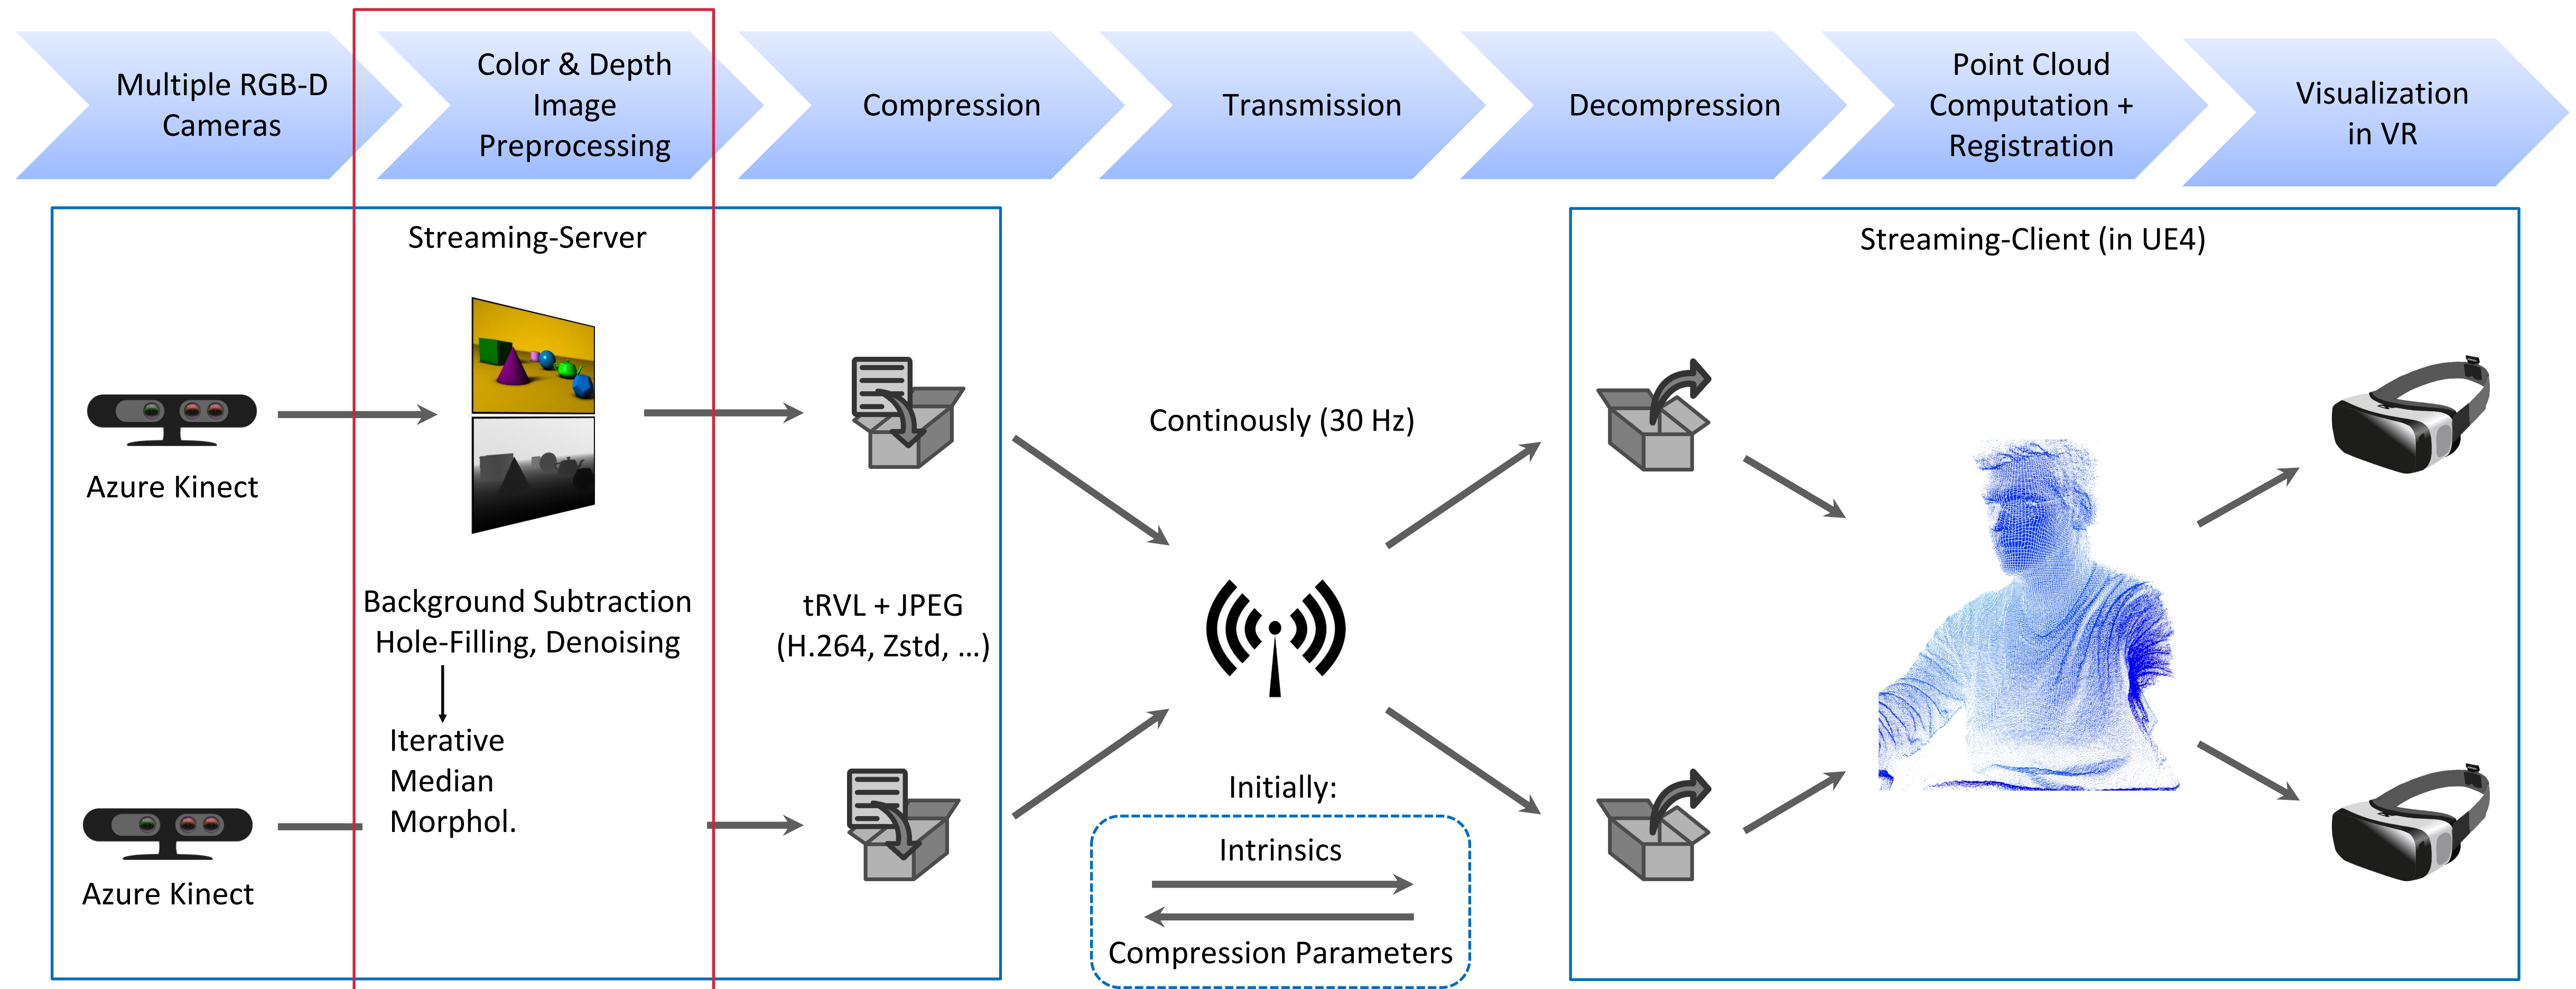 Multiple RGB-D
Cameras
Color & Depth
Image
Preprocessing
Compression
Transmission
Decompression
Point Cloud
Computation +
Registration
Visualization
in VR
Streaming-Server
Azure Kinect
Background Subtraction
Hole-Filling, Denoising
Iterative
Median
Morphol.
Azure Kinect
tRVL + JPEG
(H.264, Zstd, ...)
Continously (30 Hz)
Initially:
Intrinsics
Compression Parameters
Streaming-Client (in UE4)